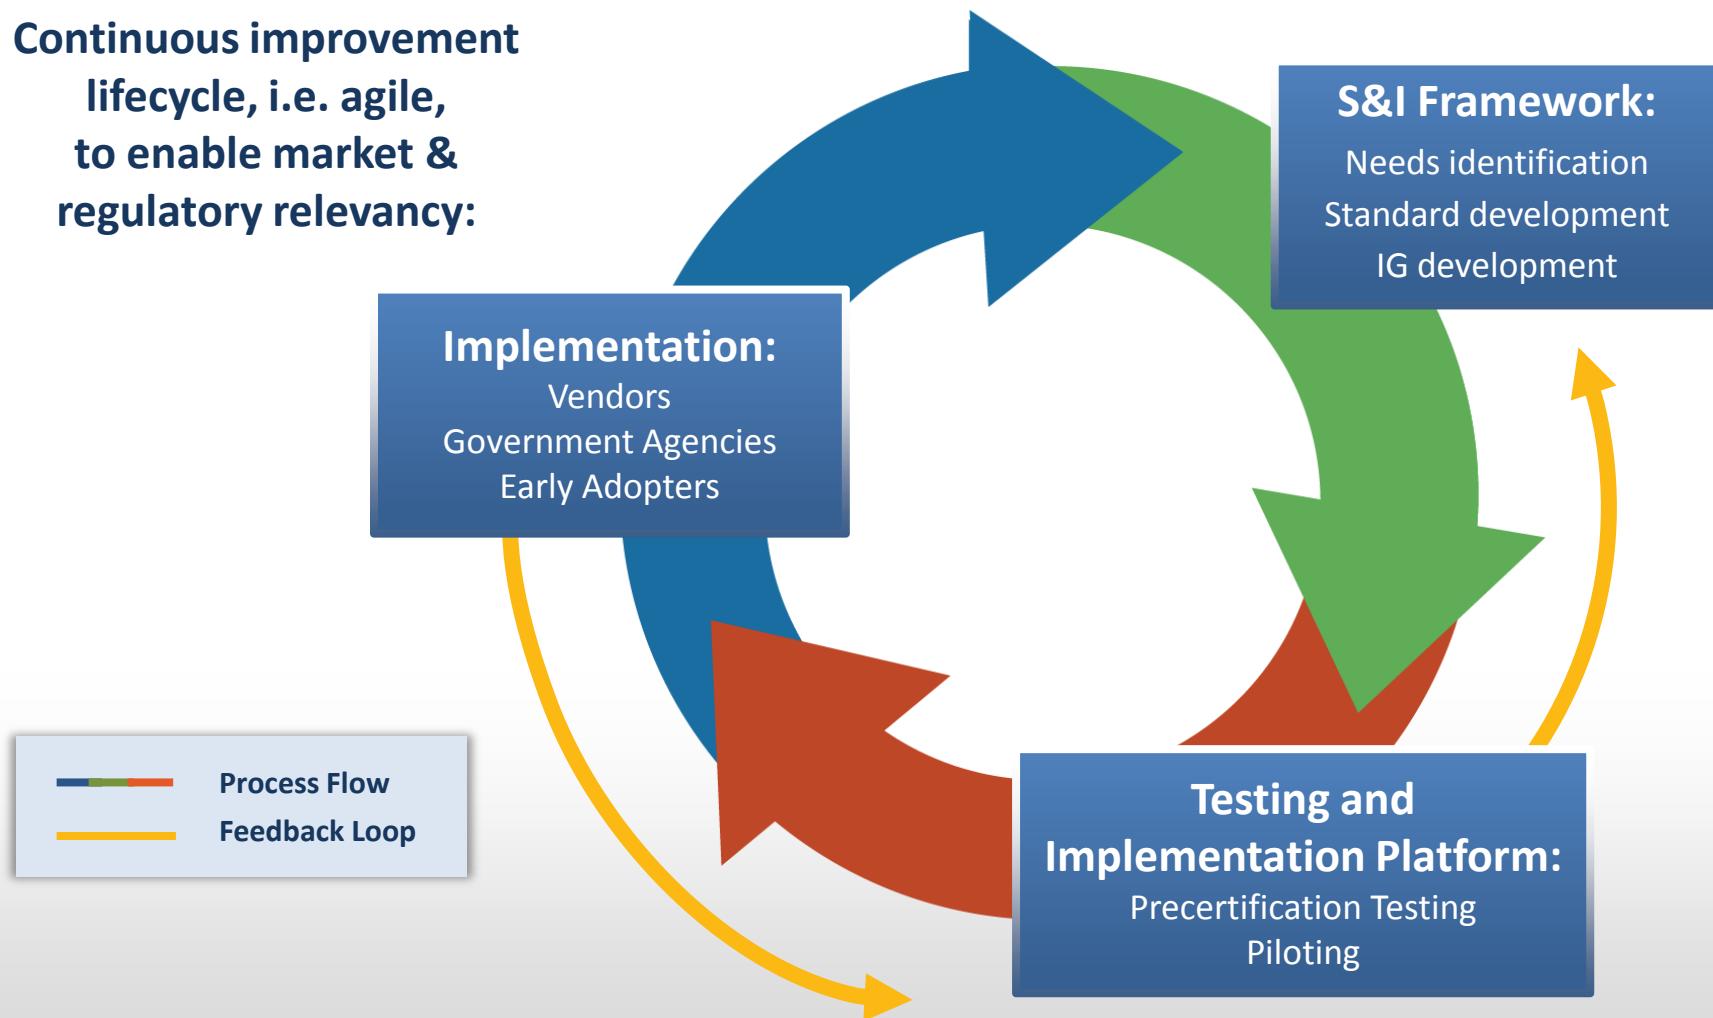 Continuous improvement
lifecycle, i.e. agile,
to enable market &
regulatory relevancy:
S&I Framework:
Needs identification
Standard development
IG development
Implementation:
Vendors
Government Agencies
Early Adopters
Process Flow
Feedback Loop
Testing and
Implementation Platform:
Precertification Testing
Piloting